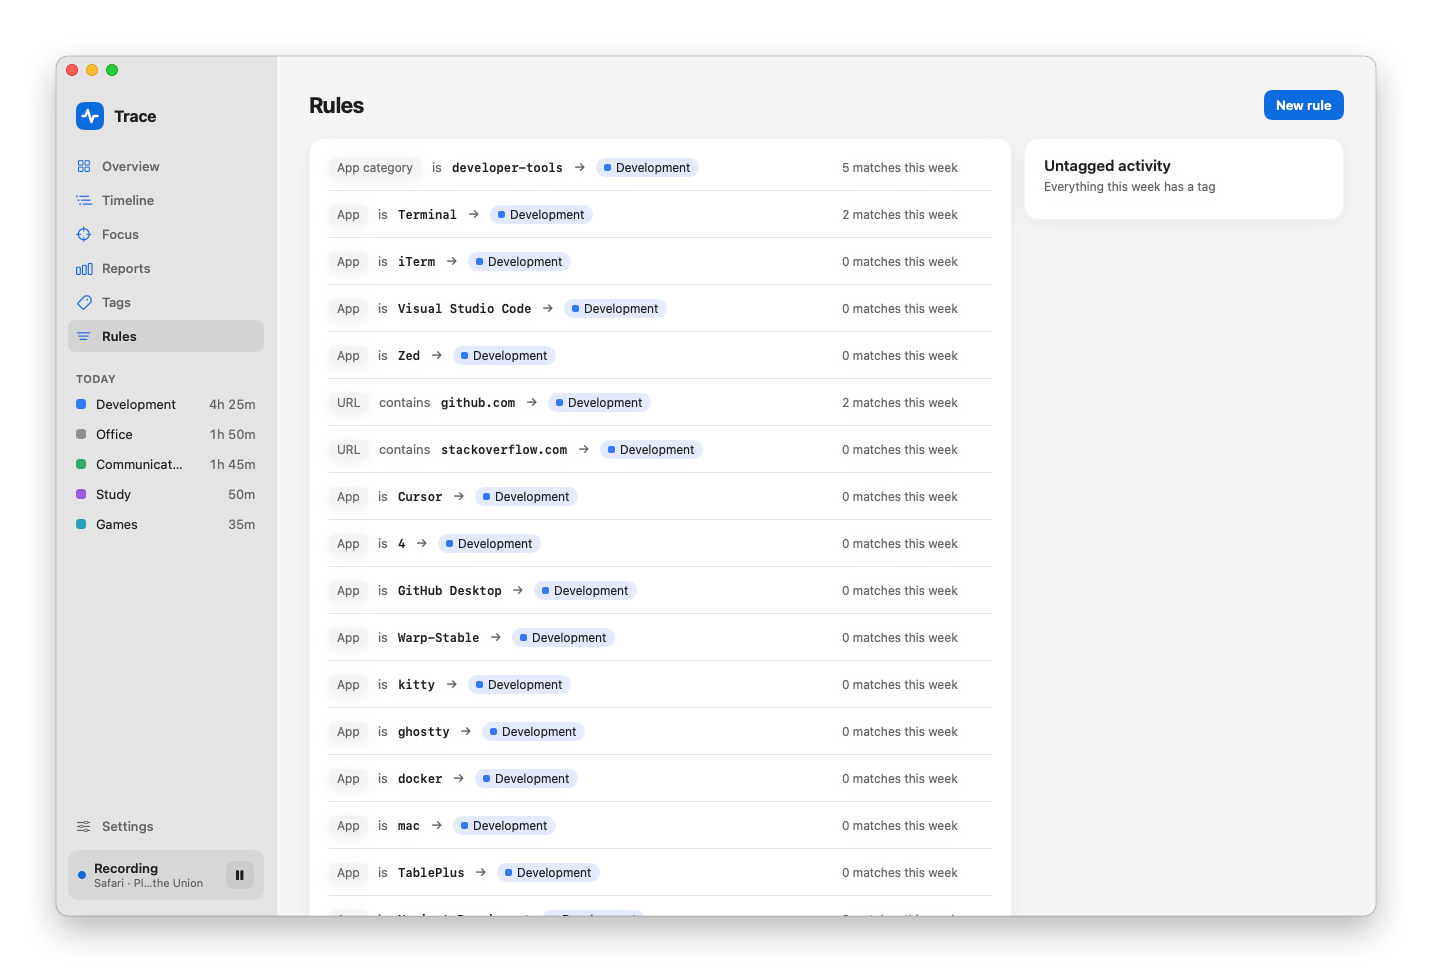 Trace
Overview
Timeline
Focus
Reports
Tags
Rules
TODAY
Development 4h 25m
Office 1h 50m
Communicat... 1h 45m
Study 50m
Games 35m
Settings
Recording
Safari · Pl...the Union
Rules
New rule
App category is developer-tools → Development 5 matches this week
App is Terminal → Development 2 matches this week
App is iTerm → Development 0 matches this week
App is Visual Studio Code → Development 0 matches this week
App is Zed → Development 0 matches this week
URL contains github.com → Development 2 matches this week
URL contains stackoverflow.com → Development 0 matches this week
App is Cursor → Development 0 matches this week
App is 4 → Development 0 matches this week
App is GitHub Desktop → Development 0 matches this week
App is Warp-Stable → Development 0 matches this week
App is kitty → Development 0 matches this week
App is ghostty → Development 0 matches this week
App is docker → Development 0 matches this week
App is mac → Development 0 matches this week
App is TablePlus → Development 0 matches this week
Untagged activity
Everything this week has a tag